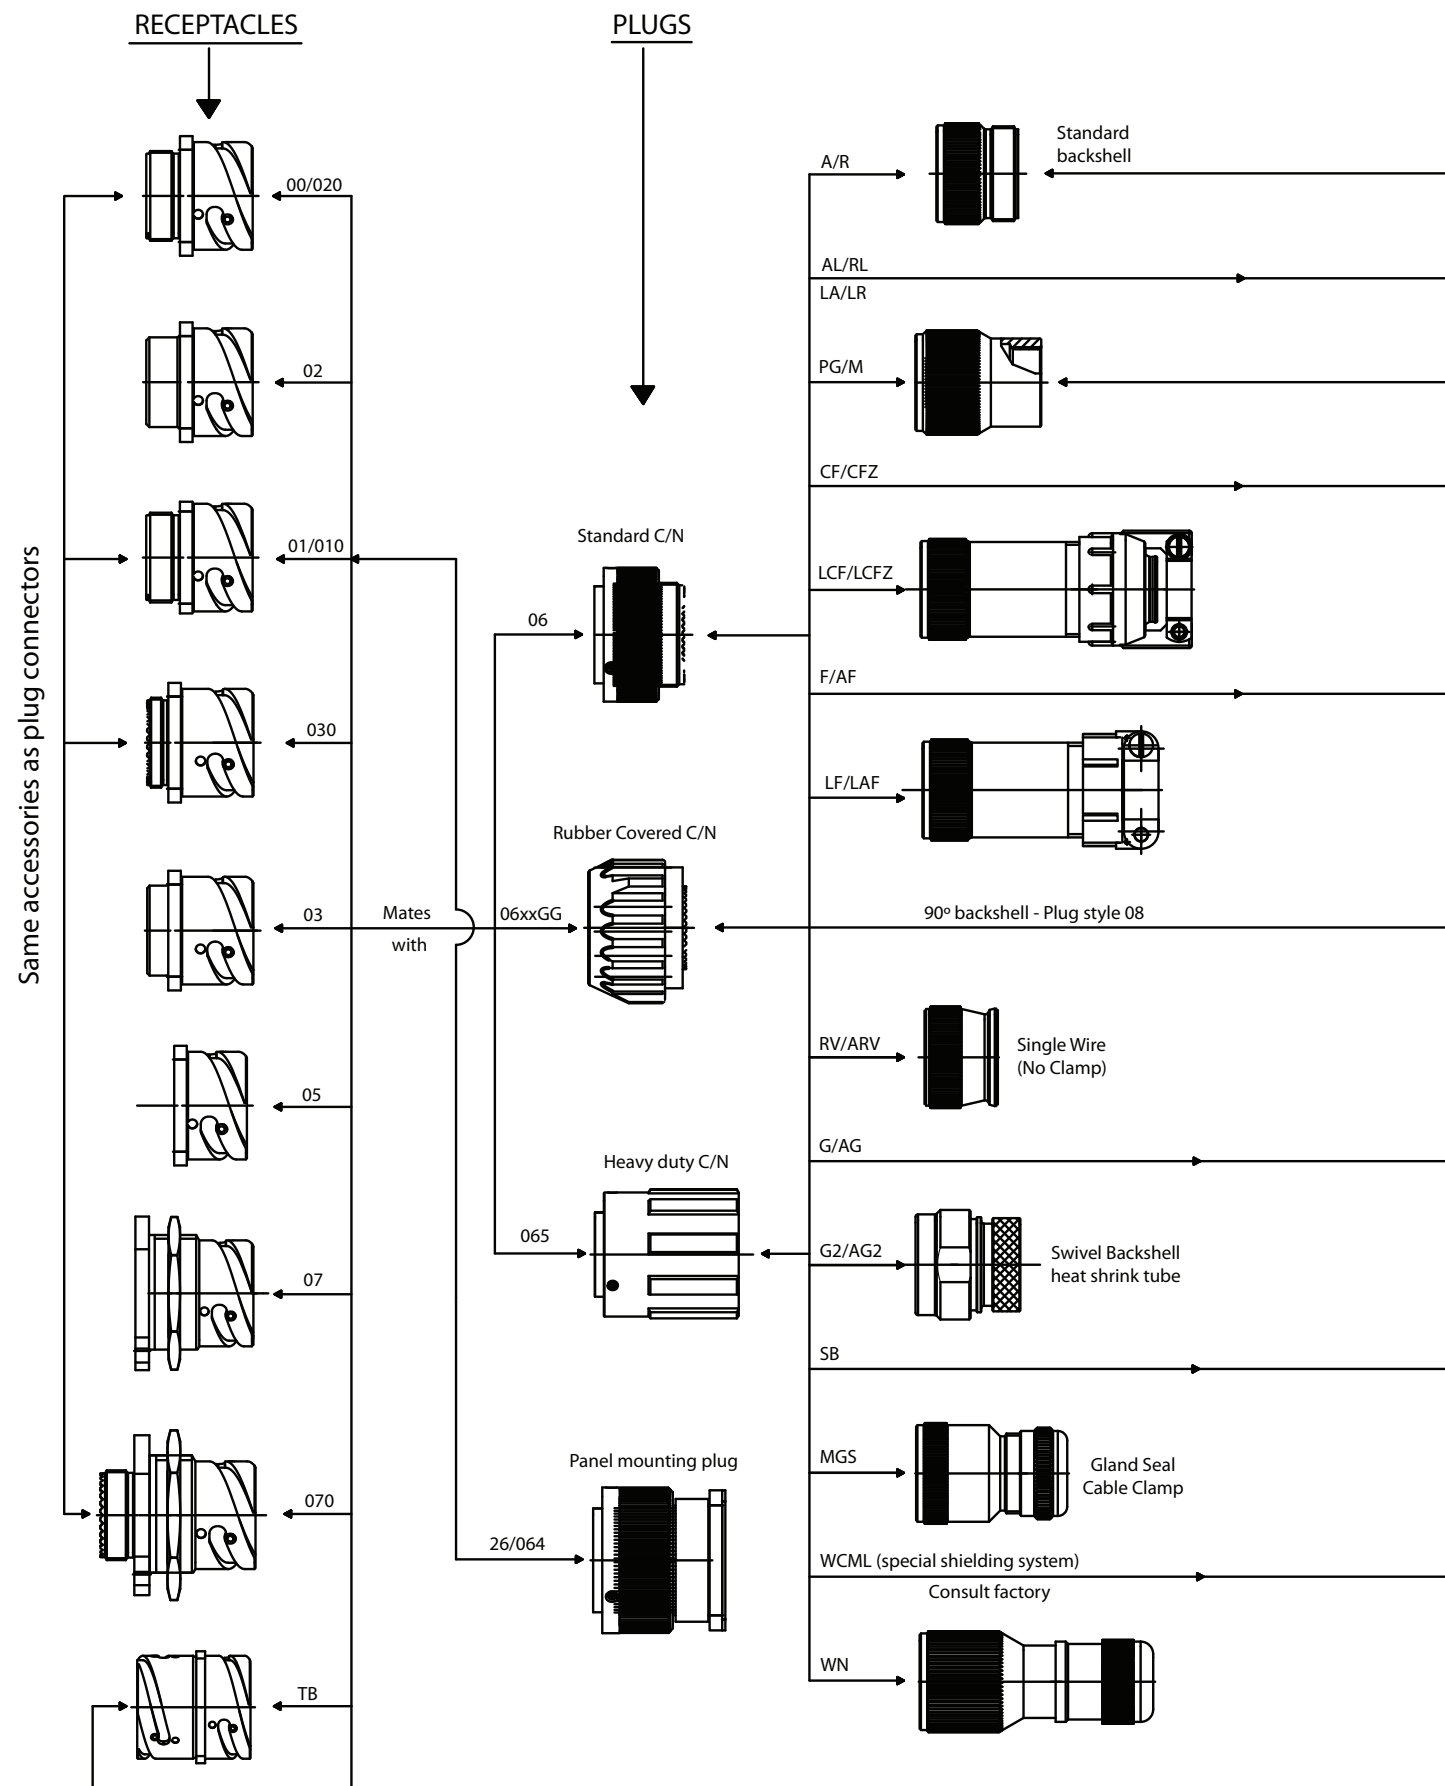 RECEPTACLES
PLUGS
Same accessories as plug connectors
00/020
02
01/010
030
03
05
07
070
TB
Mates
with
Standard C/N
06
Rubber Covered C/N
06xxGG
Heavy duty C/N
065
Panel mounting plug
26/064
A/R
Standard
backshell
AL/RL
LA/LR
PG/M
CF/CFZ
LCF/LCFZ
F/AF
LF/LAF
90º backshell - Plug style 08
RV/ARV
Single Wire
(No Clamp)
G/AG
G2/AG2
Swivel Backshell
heat shrink tube
SB
MGS
Gland Seal
Cable Clamp
WCML (special shielding system)
Consult factory
WN